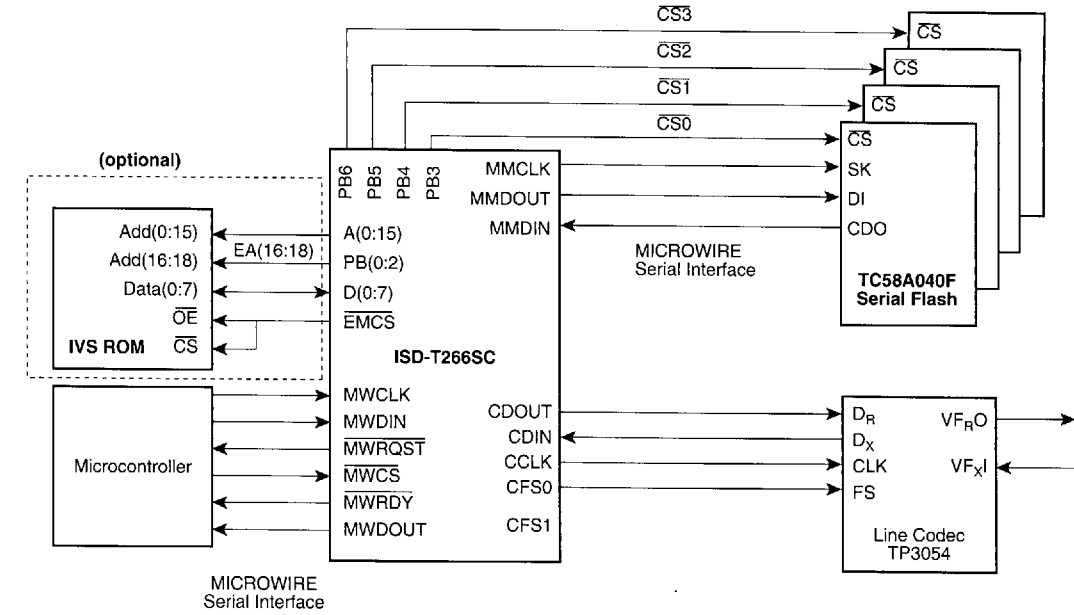 CS3
CS
CS2
CS
CS1
CS
CS0
CS
SK
DI
CDO
TC58A040F
Serial Flash
(optional)
PB6
PB5
PB4
PB3
MMCLK
MMDOUT
MMDIN
MICROWIRE
Serial Interface
Add(0:15)
A(0:15)
EA(16:18)
Add(16:18)
PB(0:2)
Data(0:7)
D(0:7)
OE
EMCS
CS
IVS ROM
ISD-T266SC
Microcontroller
MWCLK
MWDIN
MWRQST
MWCS
MWRDY
MWDOUT
CDOUT
CDIN
CCLK
CFS0
CFS1
DR
DX
CLK
FS
VFRO
VFXI
Line Codec
TP3054
MICROWIRE
Serial Interface